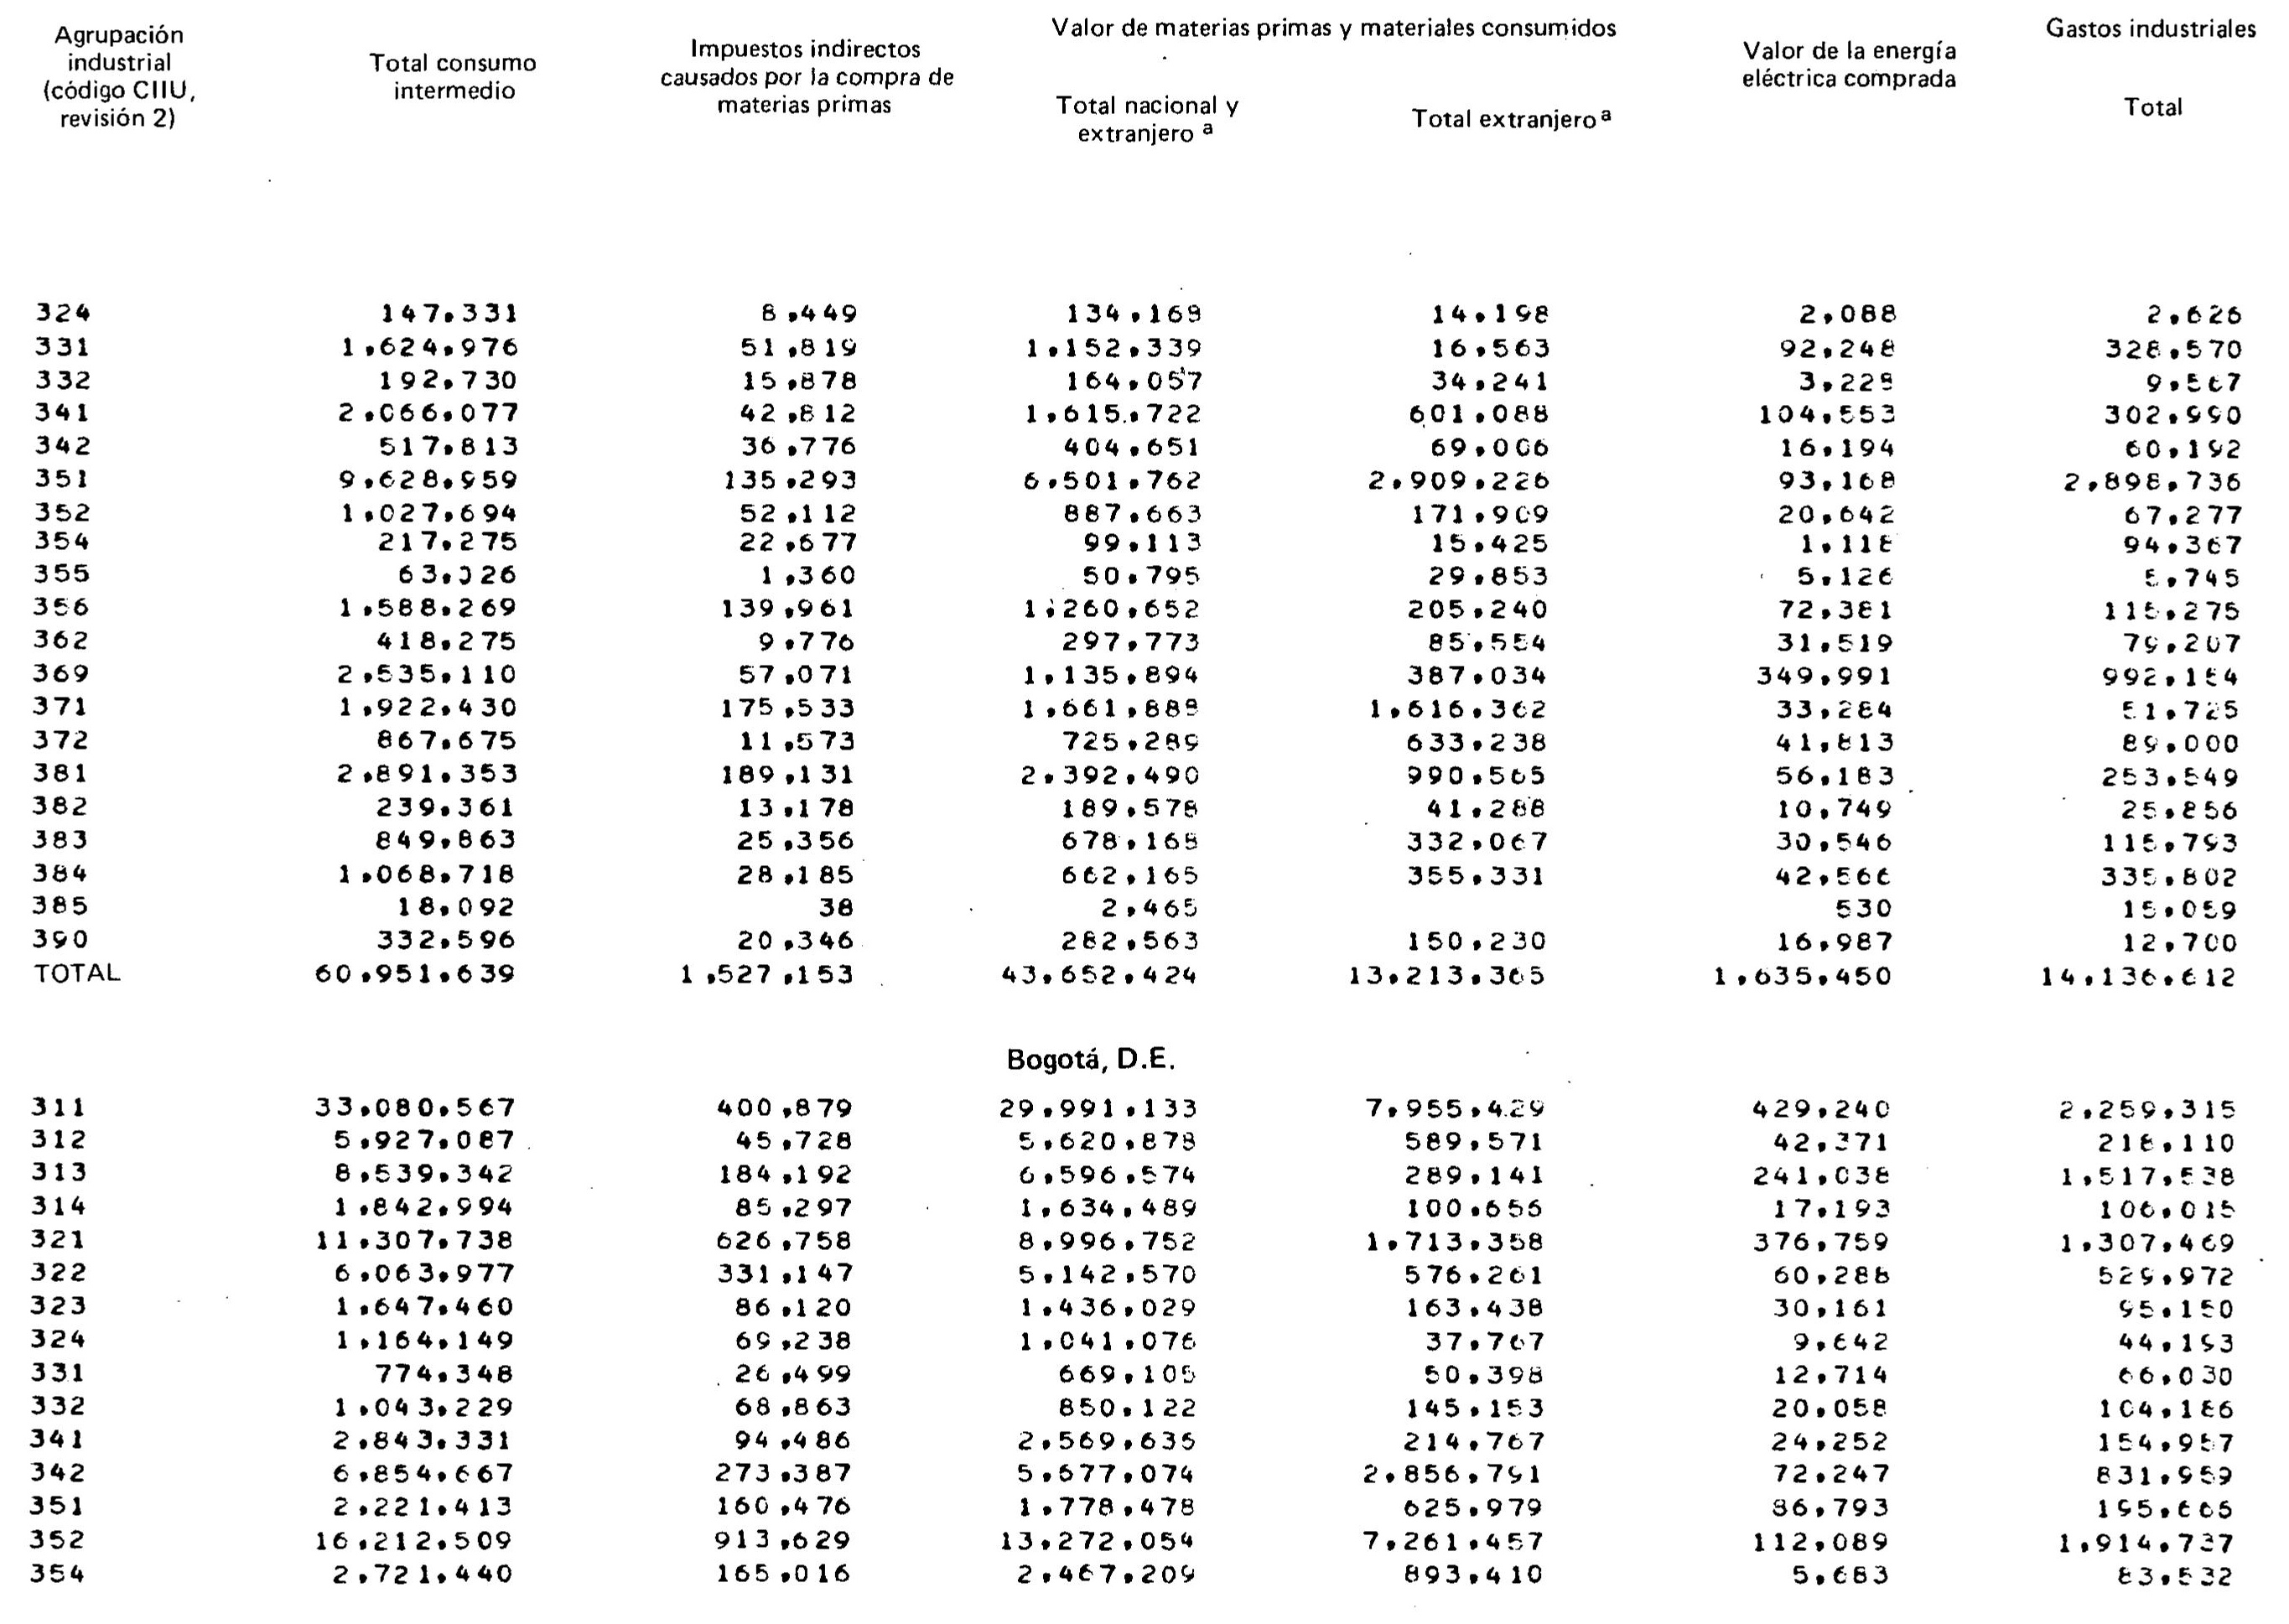 Agrupación industrial (código CIIU, revisión 2) Total consumo intermedio Impuestos indirectos causados por la compra de materias primas Valor de materias primas y materiales consumidos Valor de la energía eléctrica comprada Gastos industriales
Total nacional y extranjero a Total extranjero a Total
324 147.331 8.449 134.168 14.198 2.088 2.626
331 1.624.976 51.819 1.152.339 16.563 92.248 328.570
332 192.730 15.878 164.057 34.241 3.228 9.567
341 2.066.077 42.812 1.615.722 601.088 104.553 302.990
342 517.813 36.776 404.651 69.006 16.194 60.192
351 9.628.959 135.293 6.501.762 2.909.226 93.168 2.898.736
352 1.027.694 52.112 887.663 171.909 20.642 67.277
354 217.275 22.677 99.113 15.425 1.118 94.367
355 63.026 1.360 50.795 29.853 5.126 5.745
356 1.588.269 139.961 1.260.652 205.240 72.381 115.275
362 418.275 9.776 297.773 85.554 31.519 79.207
369 2.535.110 57.071 1.135.894 387.034 349.991 992.154
371 1.922.430 175.533 1.661.888 1.616.362 33.284 51.725
372 867.675 11.573 725.289 633.238 41.813 89.000
381 2.891.353 189.131 2.392.490 990.565 56.183 253.549
382 239.361 13.178 189.578 41.288 10.749 25.856
383 849.863 25.356 678.168 332.067 30.546 115.793
384 1.068.718 28.185 662.165 355.331 42.566 335.802
385 18.092 38 2.465 530 15.059
390 332.596 20.346 282.563 150.230 16.987 12.700
TOTAL 60.951.639 1.527.153 43.652.424 13.213.365 1.635.450 14.136.612
Bogotá, D.E.
311 33.080.567 400.879 29.991.133 7.955.429 429.240 2.259.315
312 5.927.087 45.728 5.620.878 589.571 42.371 218.110
313 8.539.342 184.192 6.596.574 289.141 241.038 1.517.538
314 1.842.994 85.297 1.634.489 100.656 17.193 106.015
321 11.307.738 626.758 8.996.752 1.713.358 376.759 1.307.469
322 6.063.977 331.147 5.142.570 576.261 60.288 529.972
323 1.647.460 86.120 1.436.029 163.438 30.161 95.150
324 1.164.149 69.238 1.041.076 37.767 9.642 44.193
331 774.348 26.499 669.105 50.398 12.714 66.030
332 1.043.229 68.863 850.122 145.153 20.058 104.186
341 2.843.331 94.486 2.569.636 214.767 24.252 154.957
342 6.854.667 273.387 5.677.074 2.856.791 72.247 831.959
351 2.221.413 160.476 1.778.478 625.979 86.793 195.666
352 16.212.509 913.629 13.272.054 7.261.457 112.089 1.914.737
354 2.721.440 165.016 2.467.209 893.410 5.683 83.532